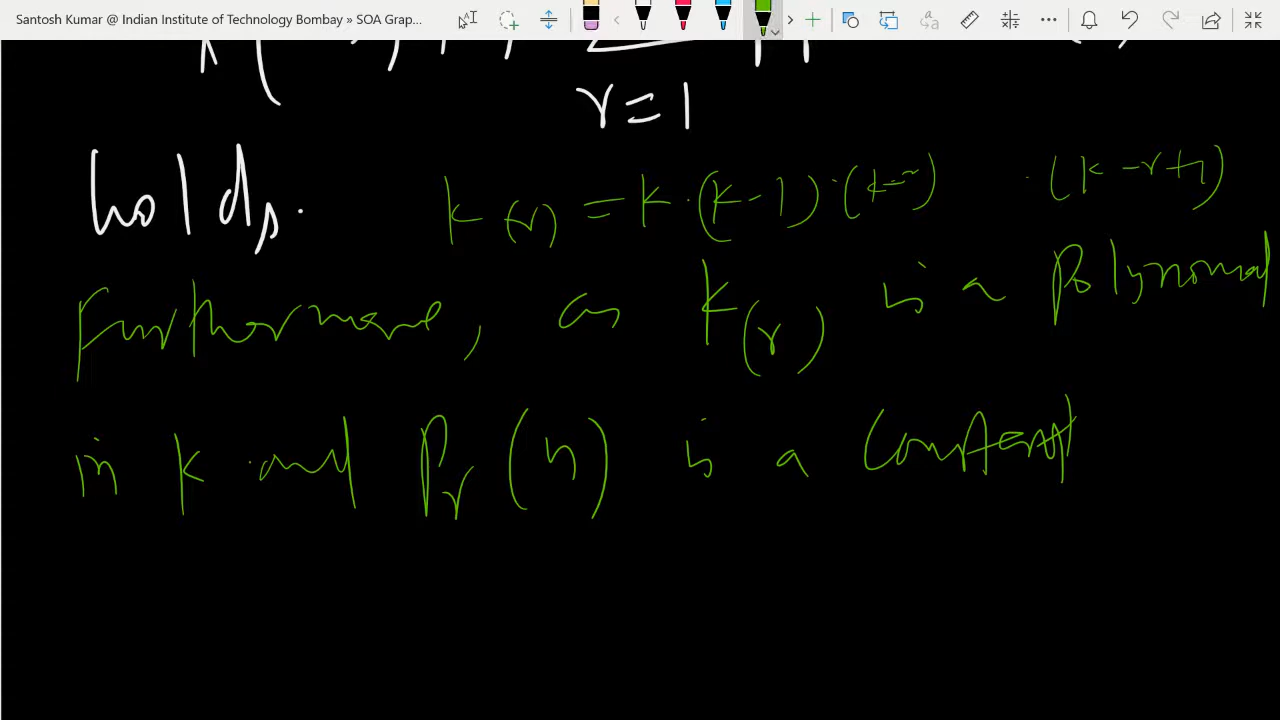 Santosh Kumar @ Indian Institute of Technology Bombay » SOA Grap...
r = 1
holds.
k(r) = k · (k-1) · (k-2) · (k-r+1)
Furthermore, as k(r) is a Polynomial
in k and Pr(n) is a constant